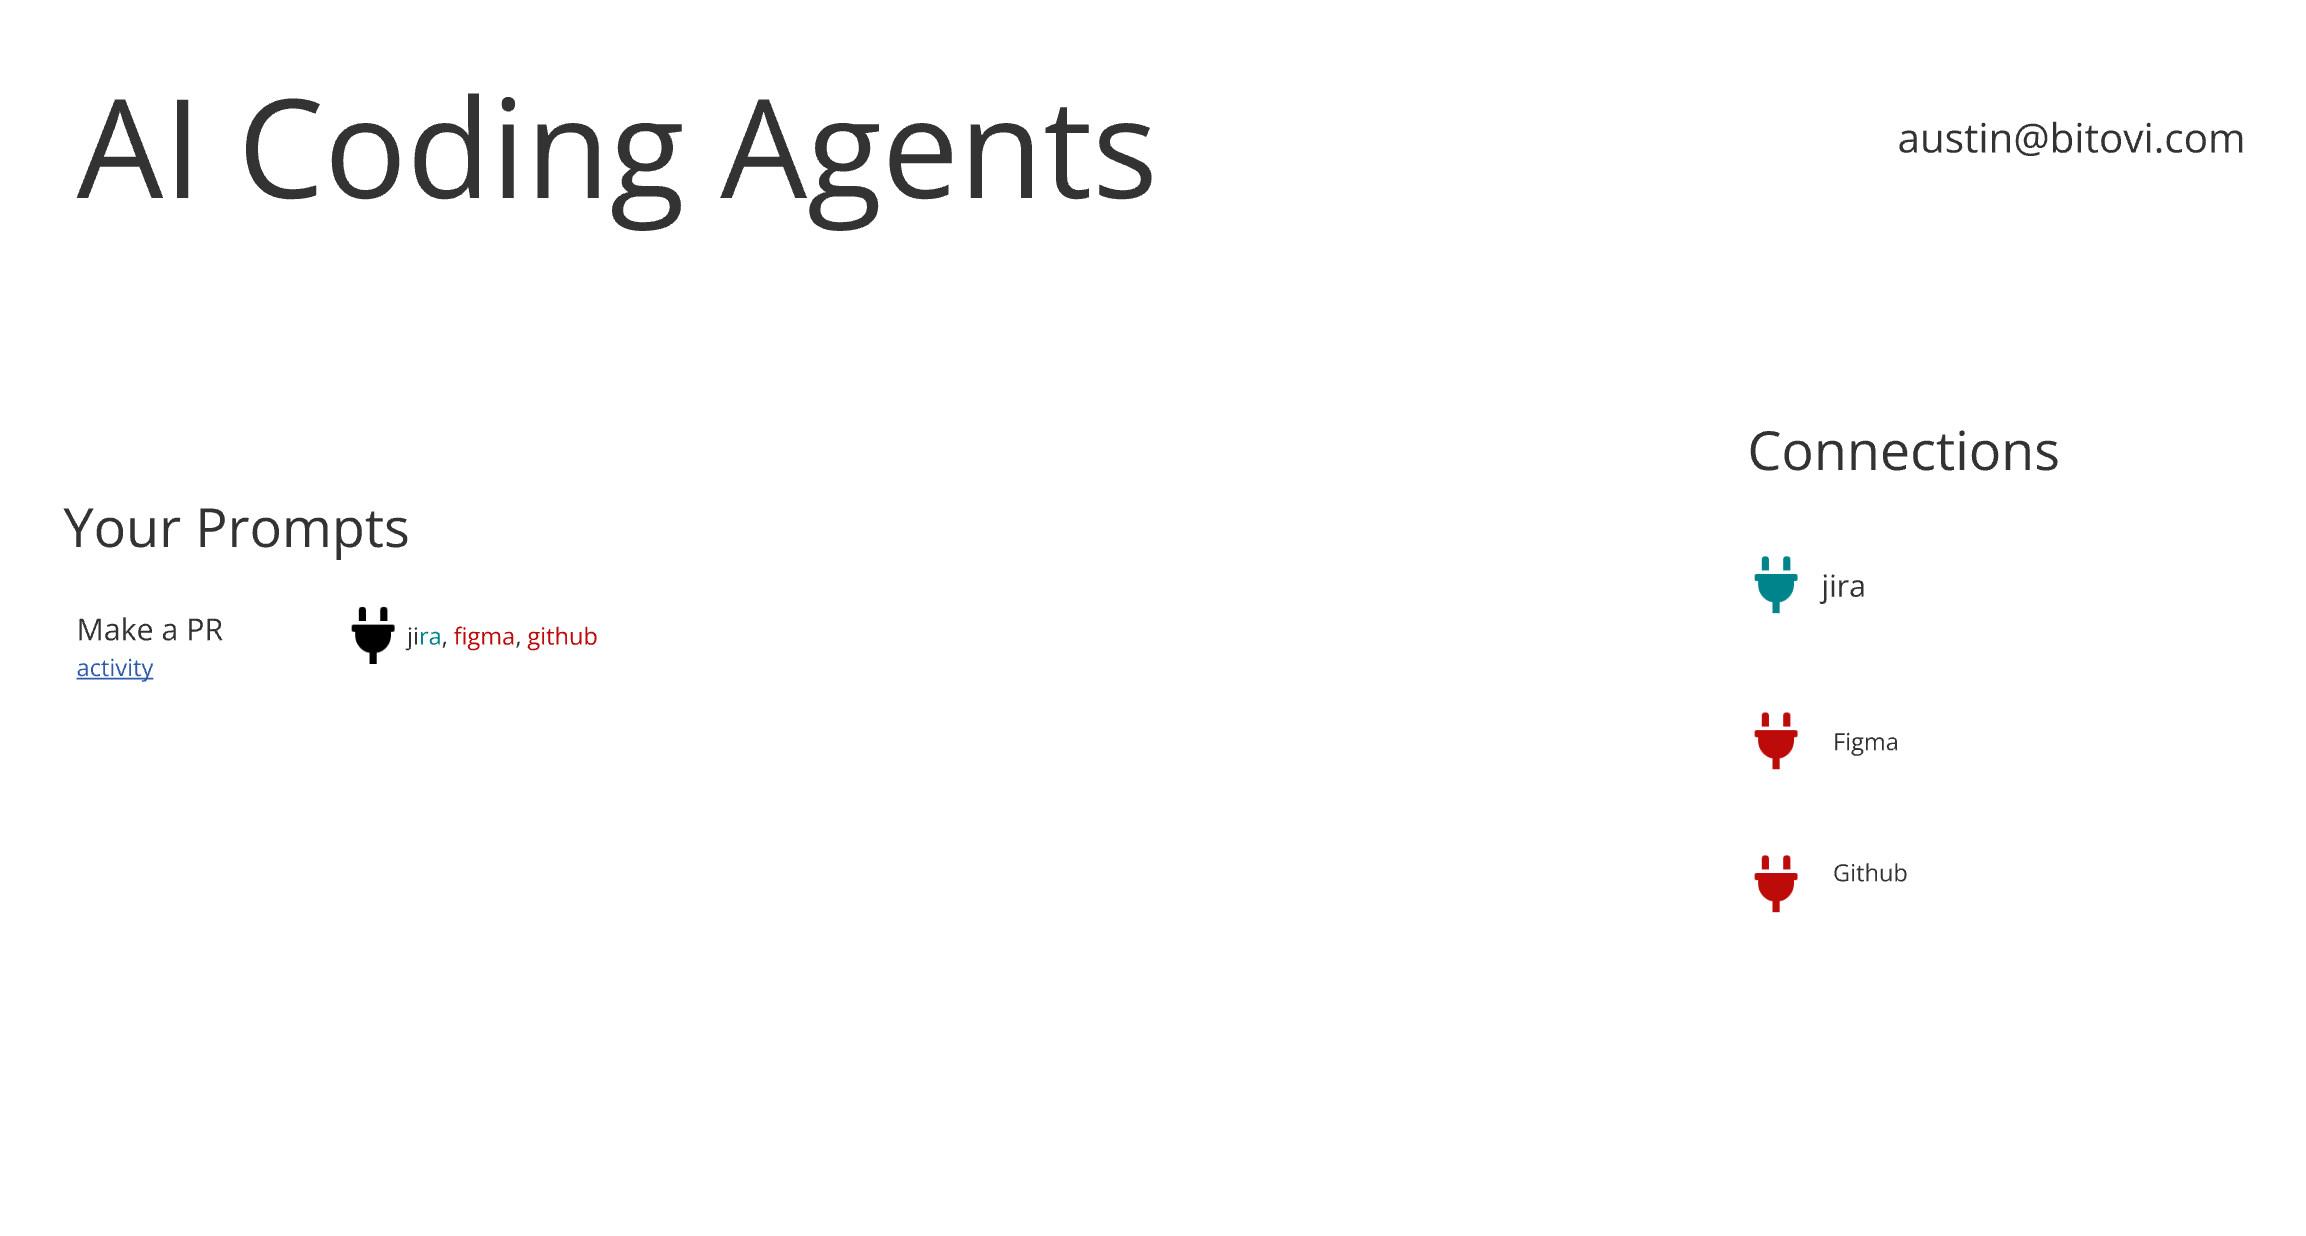 AI Coding Agents
austin@bitovi.com
Connections
Your Prompts
jira
Make a PR
jira, figma, github
activity
Figma
Github